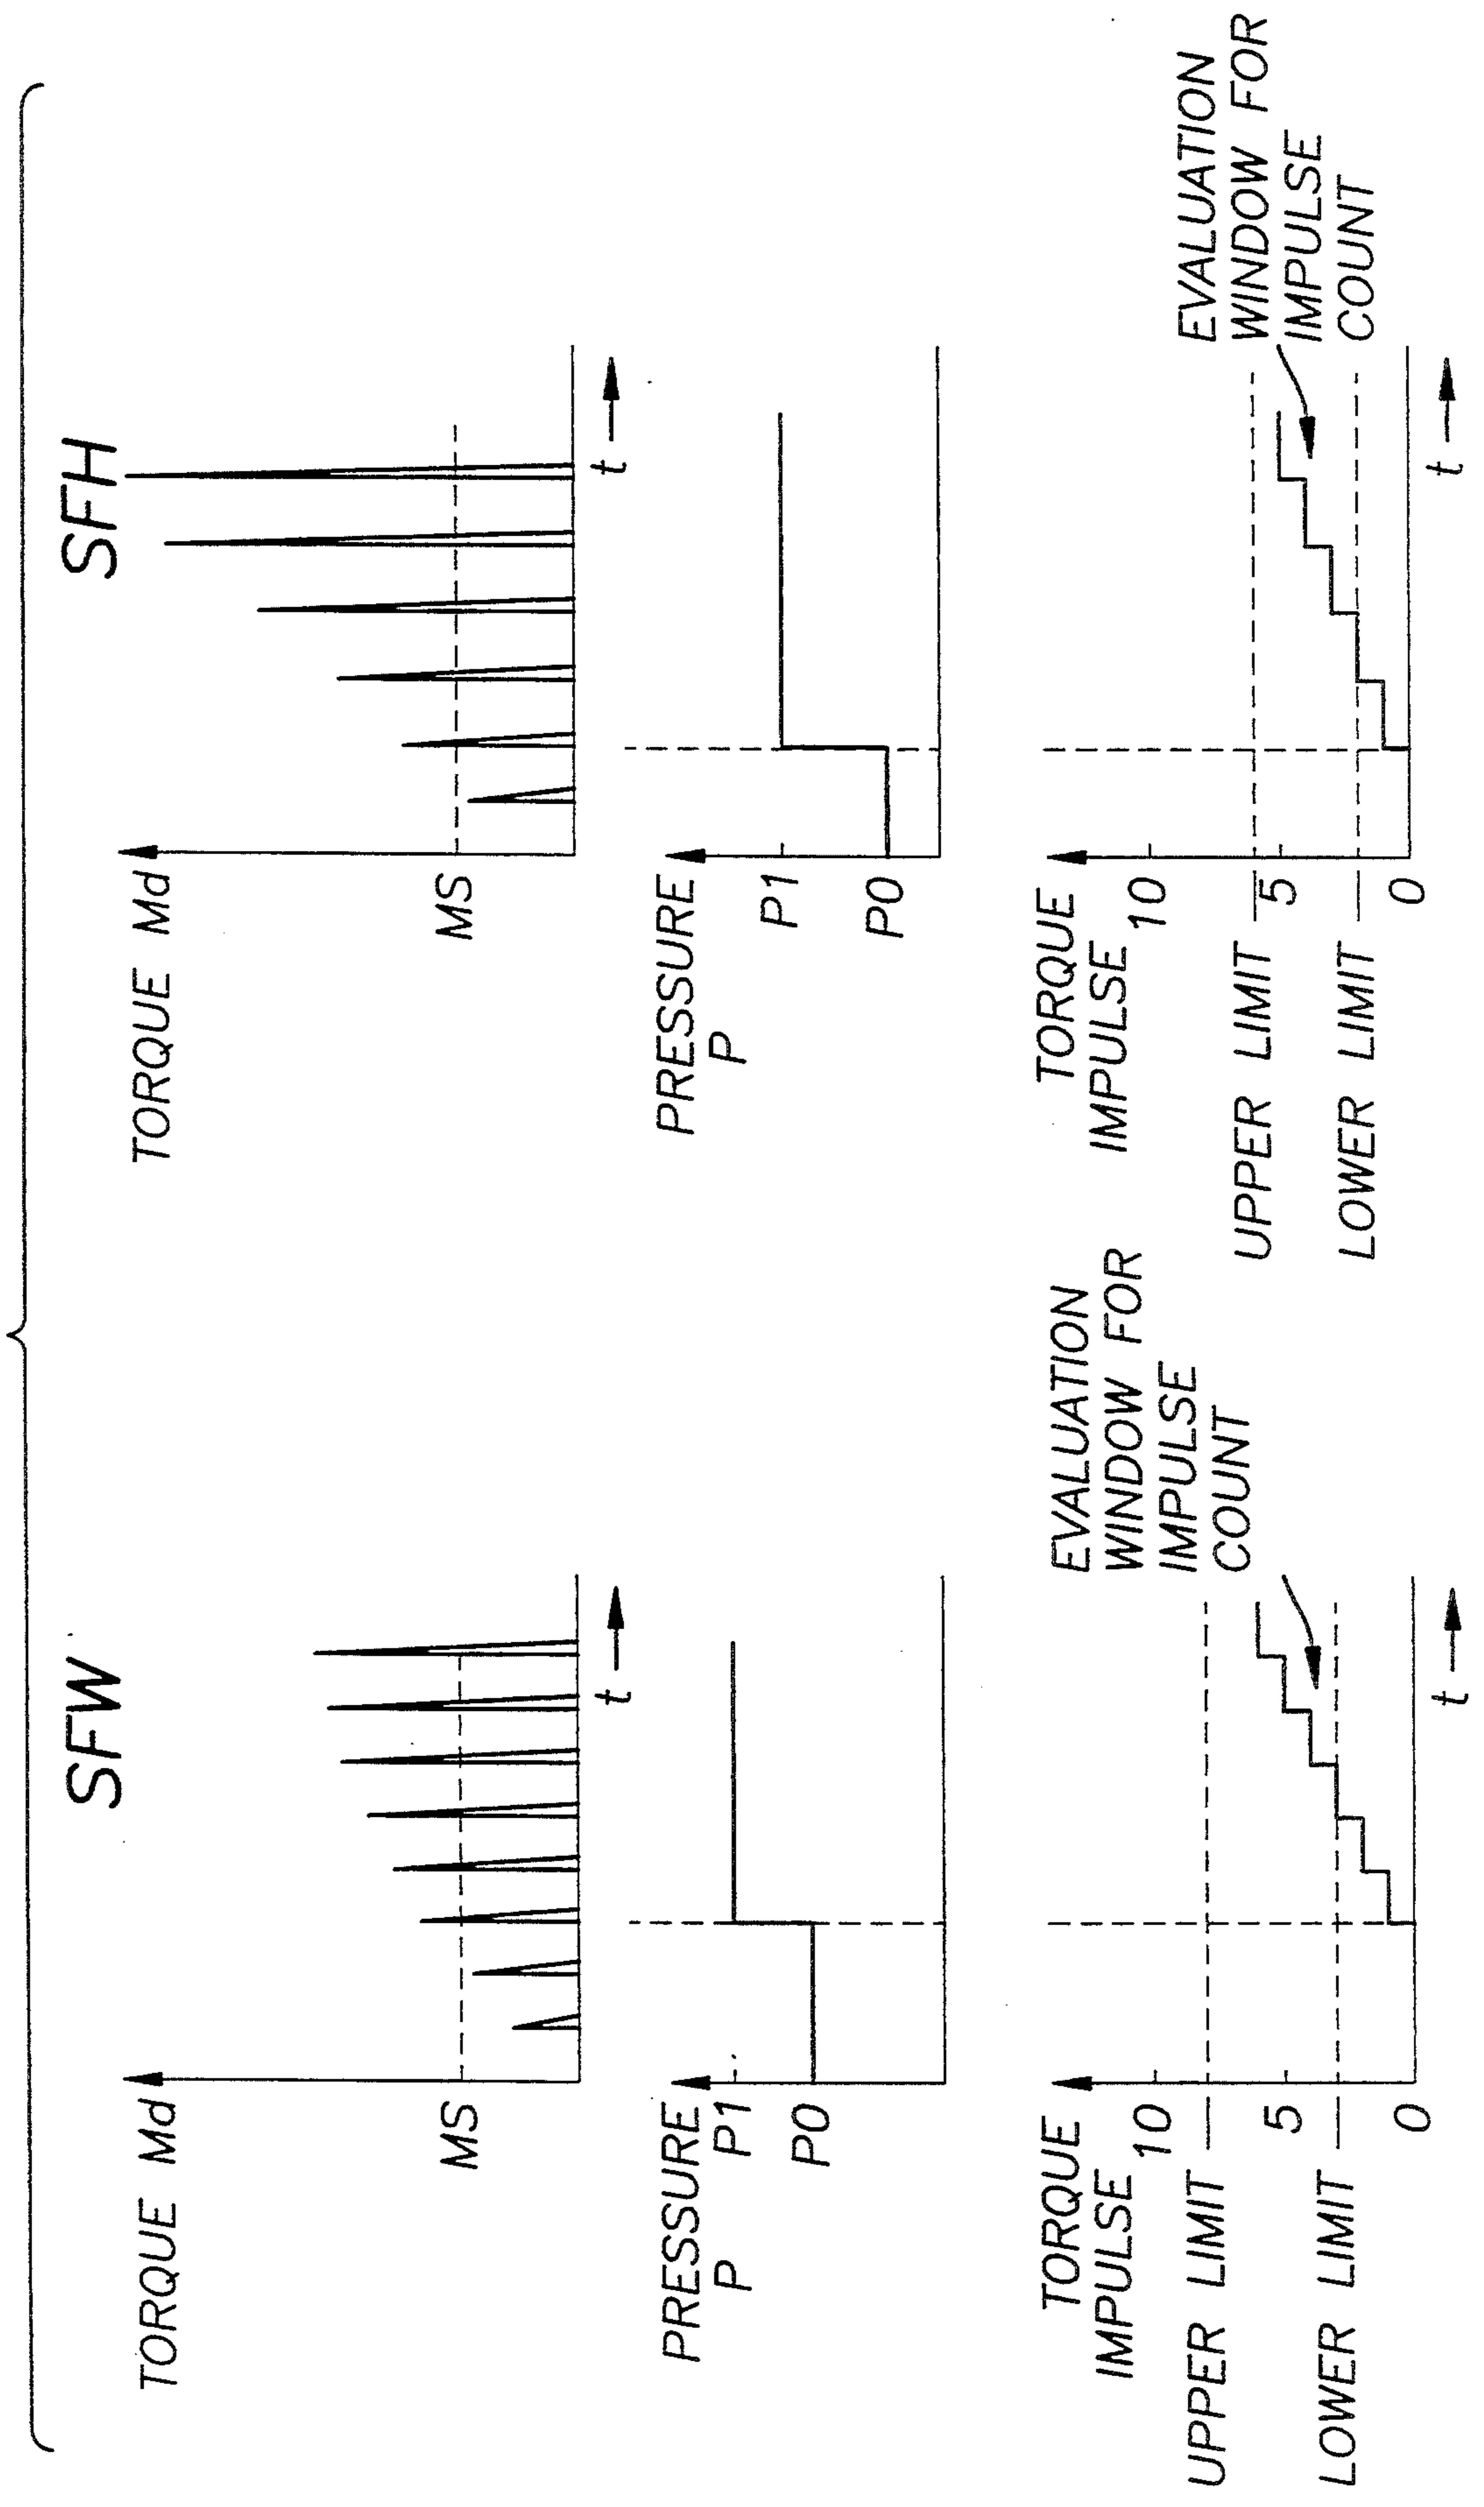 SFW
TORQUE Md
MS
t
PRESSURE
P
P1
P0
TORQUE
IMPULSE
10
UPPER LIMIT
5
LOWER LIMIT
0
t
EVALUATION
WINDOW FOR
IMPULSE
COUNT
SFH
TORQUE Md
MS
t
PRESSURE
P
P1
P0
TORQUE
IMPULSE
10
UPPER LIMIT
5
LOWER LIMIT
0
t
EVALUATION
WINDOW FOR
IMPULSE
COUNT